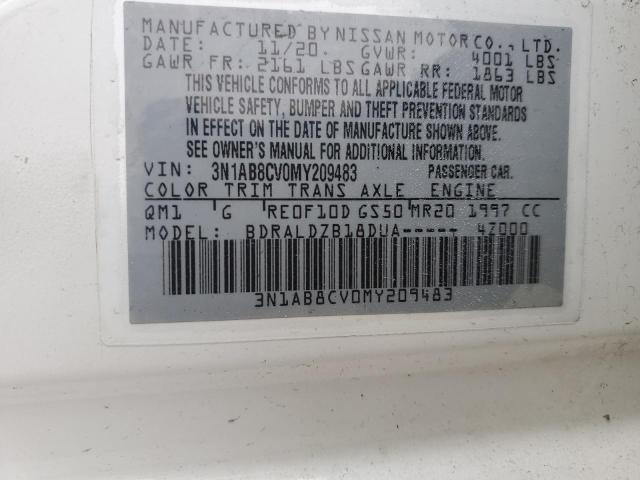 MANUFACTURED BY NISSAN MOTOR CO., LTD.
DATE: 11/20. GVWR: 4001 LBS
GAWR FR: 2161 LBS GAWR RR: 1863 LBS
THIS VEHICLE CONFORMS TO ALL APPLICABLE FEDERAL MOTOR
VEHICLE SAFETY, BUMPER AND THEFT PREVENTION STANDARDS
IN EFFECT ON THE DATE OF MANUFACTURE SHOWN ABOVE.
SEE OWNER'S MANUAL FOR ADDITIONAL INFORMATION.
VIN: 3N1AB8CV0MY209483 PASSENGER CAR.
COLOR TRIM TRANS AXLE ENGINE
QM1 G RE0F10D GS50 MR20 1997 CC
MODEL: BDRALDZB18DUA----- 4Z000
3N1AB8CV0MY209483